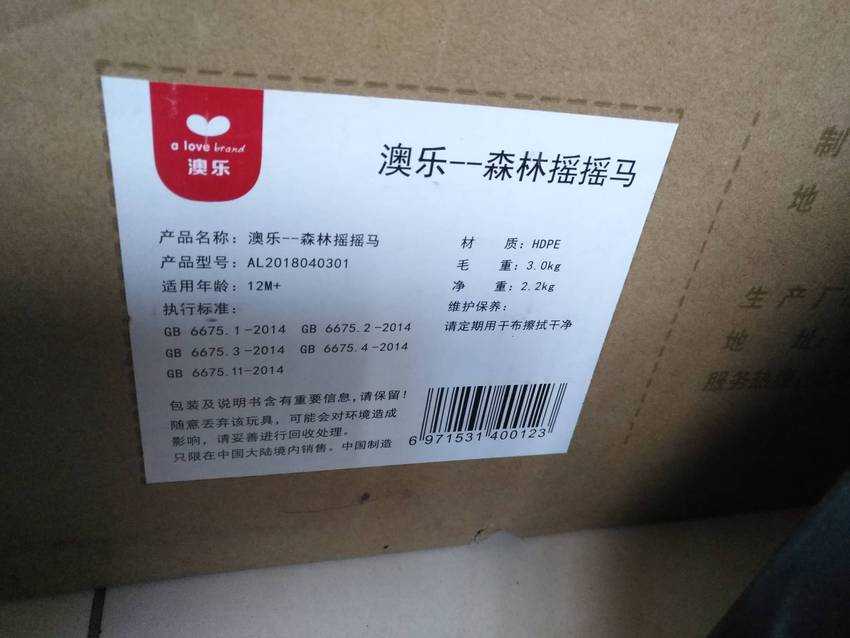 a love brand
澳乐
澳乐--森林摇摇马
产品名称：澳乐--森林摇摇马
产品型号：AL2018040301
适用年龄：12M+
执行标准：
GB 6675.1-2014 GB 6675.2-2014
GB 6675.3-2014 GB 6675.4-2014
GB 6675.11-2014
材 质：HDPE
毛 重：3.0kg
净 重：2.2kg
维护保养：
请定期用干布擦拭干净
包装及说明书含有重要信息，请保留！
随意丢弃该玩具，可能会对环境造成
影响，请妥善进行回收处理。
只限在中国大陆境内销售。中国制造
6 971531 400123
制
地
生产厂
地 址：
服务热线